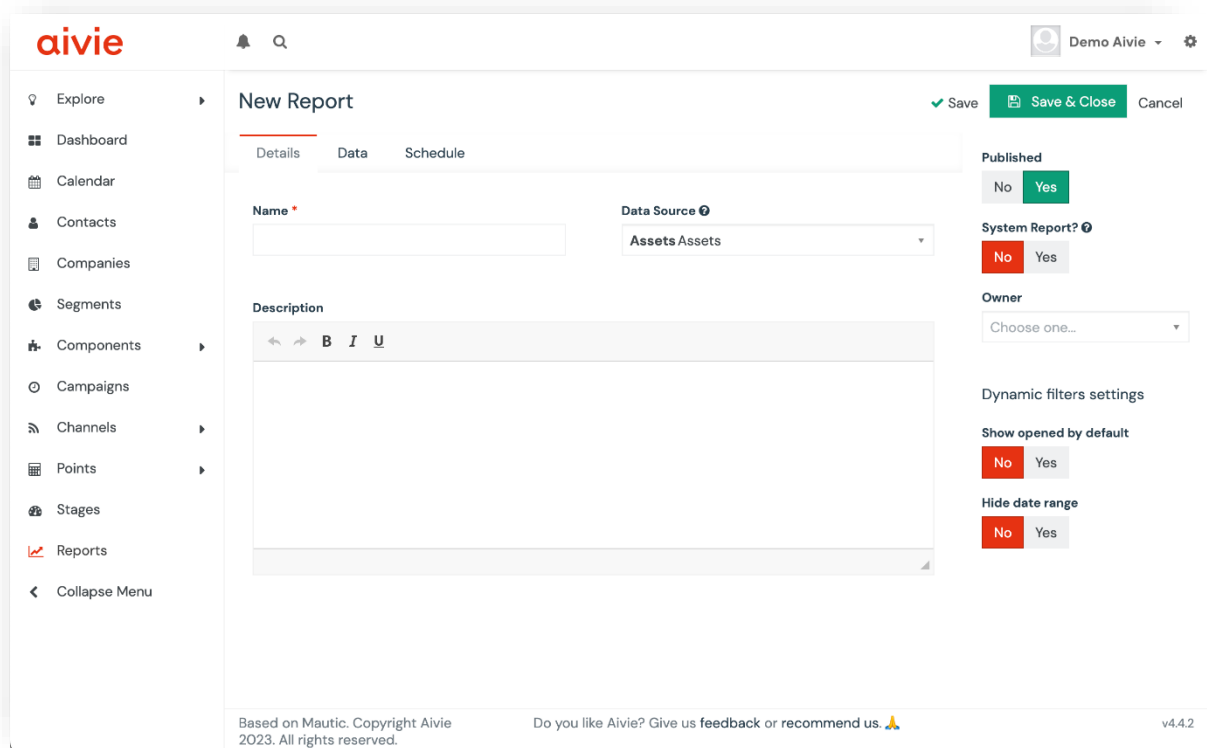 aivie
Demo Aivie
Explore
Dashboard
Calendar
Contacts
Companies
Segments
Components
Campaigns
Channels
Points
Stages
Reports
Collapse Menu
New Report
Save
Save & Close
Cancel
Details
Data
Schedule
Name *
Data Source
Assets Assets
Description
B I U
Published
No Yes
System Report?
No Yes
Owner
Choose one...
Dynamic filters settings
Show opened by default
No Yes
Hide date range
No Yes
Based on Mautic. Copyright Aivie
2023. All rights reserved.
Do you like Aivie? Give us feedback or recommend us. 🙏
v4.4.2